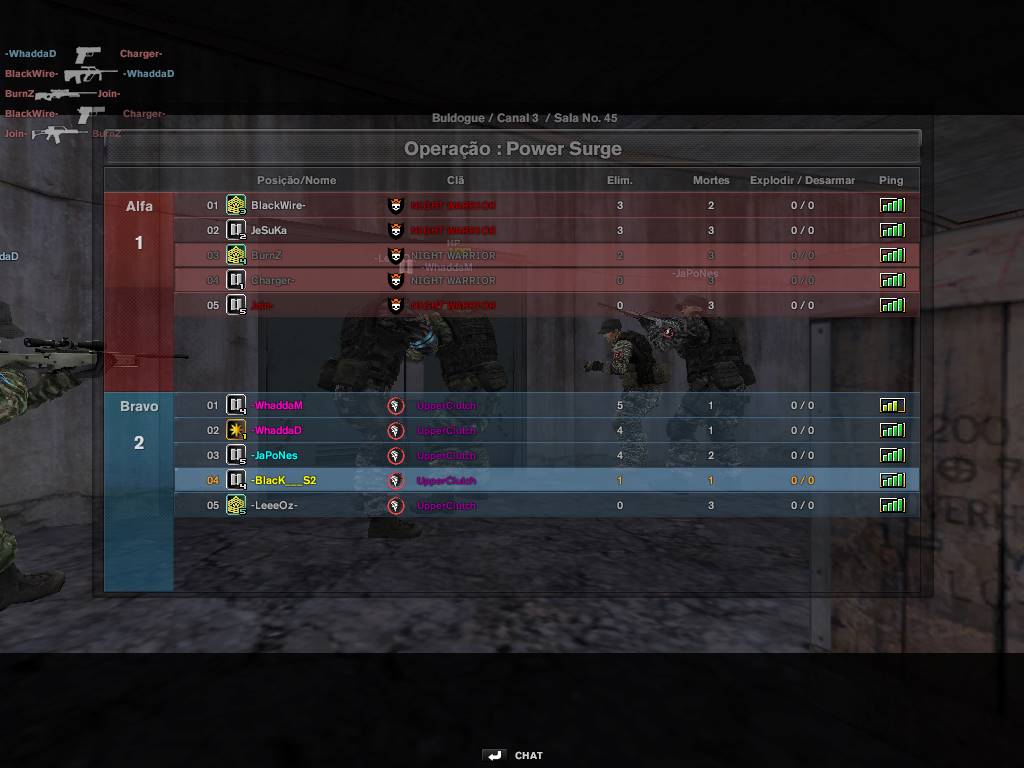 -WhaddaD Charger-
BlackWire- -WhaddaD
BurnZ Join-
BlackWire- Charger-
Join- BurnZ
Buldogue / Canal 3 / Sala No. 45
Operação : Power Surge
Posição/Nome Clã Elim. Mortes Explodir / Desarmar Ping
Alfa
1
01 BlackWire- NIGHT WARRIOR 3 2 0 / 0
02 JeSuKa NIGHT WARRIOR 3 3 0 / 0
03 BurnZ NIGHT WARRIOR 2 3 0 / 0
04 Charger- NIGHT WARRIOR 0 3 0 / 0
05 Join- NIGHT WARRIOR 0 3 0 / 0
HP
-WhaddaM
-JaPoNes
daD
Bravo
2
01 -WhaddaM UpperClutch 5 1 0 / 0
02 -WhaddaD UpperClutch 4 1 0 / 0
03 -JaPoNes UpperClutch 4 2 0 / 0
04 -BlacK___S2 UpperClutch 1 1 0 / 0
05 -LeeeOz- UpperClutch 0 3 0 / 0
200
CHAT